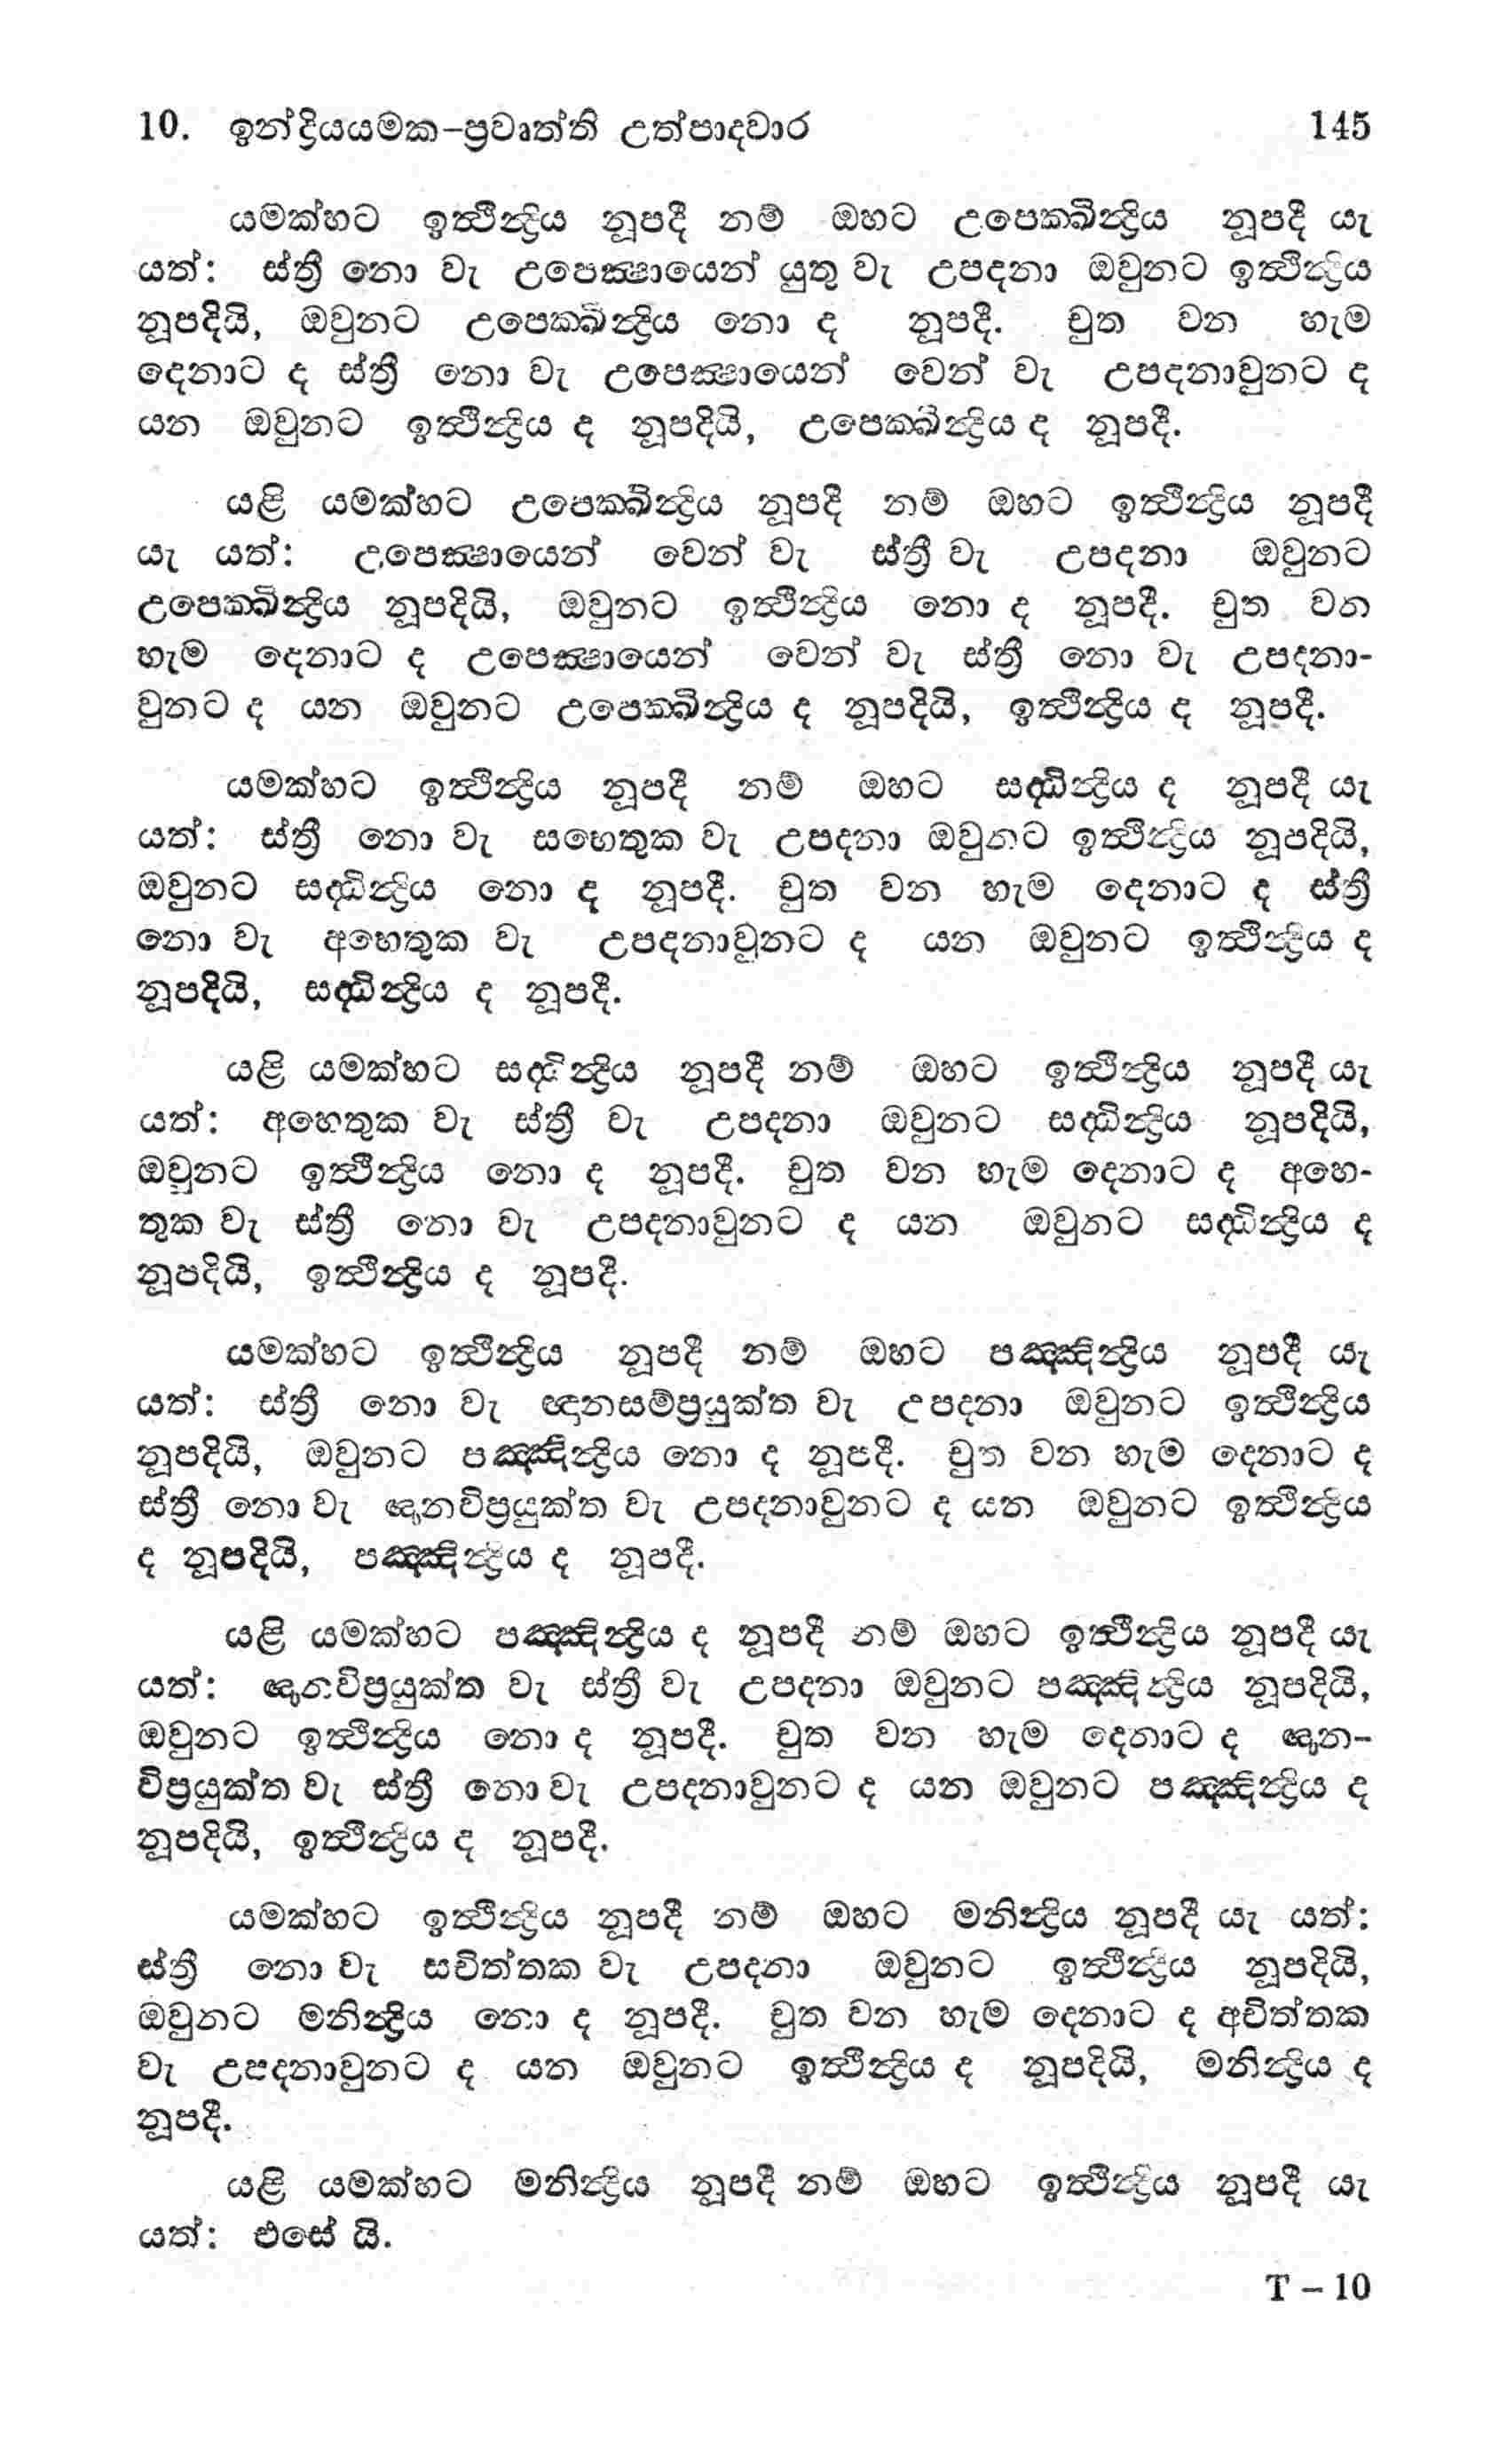 10. ඉන්ද්‍රියයමක-ප්‍රවෘත්ති උත්පාදවාර 145
යමක්හට ඉත්‍ථින්‍ද්‍රිය නූපදී නම් ඔහට උපෙක්‍ඛින්‍ද්‍රිය නූපදී යැ
යත්: ස්ත්‍රී නො වැ උපෙක්‍ෂායෙන් යුතු වැ උපදනා ඔවුනට ඉත්‍ථින්‍ද්‍රිය
නූපදියි, ඔවුනට උපෙක්‍ඛින්‍ද්‍රිය නො ද නූපදී. චුත වන හැම
දෙනාට ද ස්ත්‍රී නො වැ උපෙක්‍ෂායෙන් වෙන් වැ උපදනාවුනට ද
යන ඔවුනට ඉත්‍ථින්‍ද්‍රිය ද නූපදියි, උපෙක්‍ඛින්‍ද්‍රිය ද නූපදී.
යළි යමක්හට උපෙක්‍ඛින්‍ද්‍රිය නූපදී නම් ඔහට ඉත්‍ථින්‍ද්‍රිය නූපදී
යැ යත්: උපෙක්‍ෂායෙන් වෙන් වැ ස්ත්‍රී වැ උපදනා ඔවුනට
උපෙක්‍ඛින්‍ද්‍රිය නූපදියි, ඔවුනට ඉත්‍ථින්‍ද්‍රිය නො ද නූපදී. චුත වන
හැම දෙනාට ද උපෙක්‍ෂායෙන් වෙන් වැ ස්ත්‍රී නො වැ උපදනා-
වුනට ද යන ඔවුනට උපෙක්‍ඛින්‍ද්‍රිය ද නූපදියි, ඉත්‍ථින්‍ද්‍රිය ද නූපදී.
යමක්හට ඉත්‍ථින්‍ද්‍රිය නූපදී නම් ඔහට සද්‍ධින්‍ද්‍රිය ද නූපදී යැ
යත්: ස්ත්‍රී නො වැ සහෙතුක වැ උපදනා ඔවුනට ඉත්‍ථින්‍ද්‍රිය නූපදියි,
ඔවුනට සද්‍ධින්‍ද්‍රිය නො ද නූපදී. චුත වන හැම දෙනාට ද ස්ත්‍රී
නො වැ අහෙතුක වැ උපදනාවුනට ද යන ඔවුනට ඉත්‍ථින්‍ද්‍රිය ද
නූපදියි, සද්‍ධින්‍ද්‍රිය ද නූපදී.
යළි යමක්හට සද්‍ධින්‍ද්‍රිය නූපදී නම් ඔහට ඉත්‍ථින්‍ද්‍රිය නූපදී යැ
යත්: අහෙතුක වැ ස්ත්‍රී වැ උපදනා ඔවුනට සද්‍ධින්‍ද්‍රිය නූපදියි,
ඔවුනට ඉත්‍ථින්‍ද්‍රිය නො ද නූපදී. චුත වන හැම දෙනාට ද අහෙ-
තුක වැ ස්ත්‍රී නො වැ උපදනාවුනට ද යන ඔවුනට සද්‍ධින්‍ද්‍රිය ද
නූපදියි, ඉත්‍ථින්‍ද්‍රිය ද නූපදී.
යමක්හට ඉත්‍ථින්‍ද්‍රිය නූපදී නම් ඔහට පඤ්‍ඤින්‍ද්‍රිය නූපදී යැ
යත්: ස්ත්‍රී නො වැ ඥානසම්ප්‍රයුක්ත වැ උපදනා ඔවුනට ඉත්‍ථින්‍ද්‍රිය
නූපදියි, ඔවුනට පඤ්‍ඤින්‍ද්‍රිය නො ද නූපදී. චුත වන හැම දෙනාට ද
ස්ත්‍රී නො වැ ඥානවිප්‍රයුක්ත වැ උපදනාවුනට ද යන ඔවුනට ඉත්‍ථින්‍ද්‍රිය
ද නූපදියි, පඤ්‍ඤින්‍ද්‍රිය ද නූපදී.
යළි යමක්හට පඤ්‍ඤින්‍ද්‍රිය ද නූපදී නම් ඔහට ඉත්‍ථින්‍ද්‍රිය නූපදී යැ
යත්: ඥානවිප්‍රයුක්ත වැ ස්ත්‍රී වැ උපදනා ඔවුනට පඤ්‍ඤින්‍ද්‍රිය නූපදියි,
ඔවුනට ඉත්‍ථින්‍ද්‍රිය නො ද නූපදී. චුත වන හැම දෙනාට ද ඥාන-
විප්‍රයුක්ත වැ ස්ත්‍රී නො වැ උපදනාවුනට ද යන ඔවුනට පඤ්‍ඤින්‍ද්‍රිය ද
නූපදියි, ඉත්‍ථින්‍ද්‍රිය ද නූපදී.
යමක්හට ඉත්‍ථින්‍ද්‍රිය නූපදී නම් ඔහට මනින්‍ද්‍රිය නූපදී යැ යත්:
ස්ත්‍රී නො වැ සචිත්තක වැ උපදනා ඔවුනට ඉත්‍ථින්‍ද්‍රිය නූපදියි,
ඔවුනට මනින්‍ද්‍රිය නො ද නූපදී. චුත වන හැම දෙනාට ද අචිත්තක
වැ උපදනාවුනට ද යන ඔවුනට ඉත්‍ථින්‍ද්‍රිය ද නූපදියි, මනින්‍ද්‍රිය ද
නූපදී.
යළි යමක්හට මනින්‍ද්‍රිය නූපදී නම් ඔහට ඉත්‍ථින්‍ද්‍රිය නූපදී යැ
යත්: එසේ යි.
T – 10